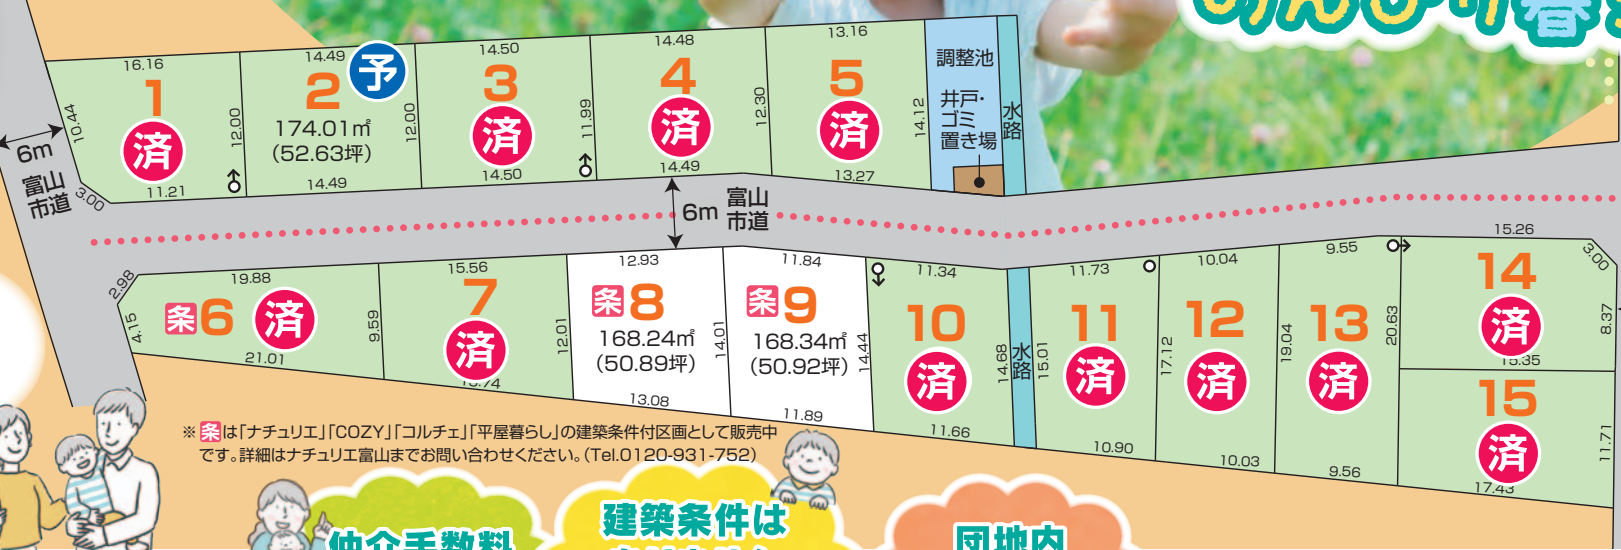 のんびり暮
16.16
14.49
14.50
14.48
13.16
1
済
10.44
12.00
11.21
3.00
2
予
174.01㎡
(52.63坪)
12.00
14.49
3
済
11.99
14.50
4
済
12.30
14.49
5
済
14.12
13.27
調整池
井戸・
ゴミ
置き場
水路
6m
富山
市道
6m
富山
市道
2.98
4.15
19.88
条6
済
9.59
21.01
15.56
7
済
12.01
12.93
条8
168.24㎡
(50.89坪)
14.01
13.08
11.84
条9
168.34㎡
(50.92坪)
14.44
11.89
11.34
10
済
14.68
11.66
水路
11.73
11
済
15.01
17.12
10.90
10.04
12
済
19.04
10.03
9.55
13
済
20.63
9.56
15.26
3.00
14
済
8.37
15.35
15
済
11.71
17.43
※条は「ナチュリエ」「COZY」「コルチェ」「平屋暮らし」の建築条件付区画として販売中
です。詳細はナチュリエ富山までお問い合わせください。(Tel.0120-931-752)
仲介手数料
建築条件は
団地内